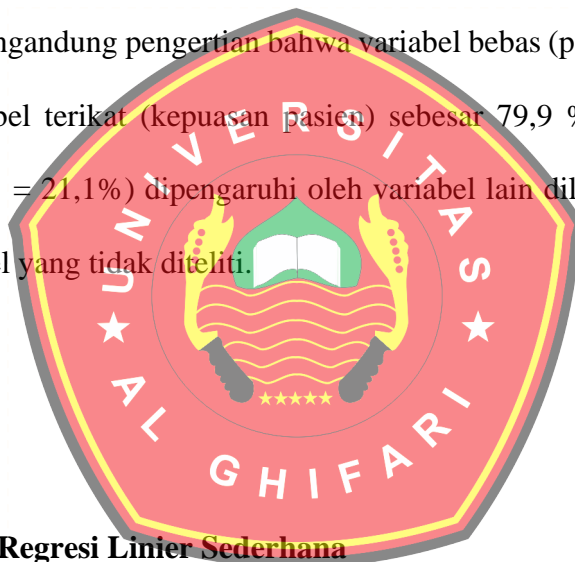 ngandung pengertian bahwa variabel bebas (p
bel terikat (kepuasan pasien) sebesar 79,9 %
= 21,1%) dipengaruhi oleh variabel lain dil
el yang tidak diteliti.
UNIVERSITAS
AL GHIFARI
Regresi Linier Sederhana